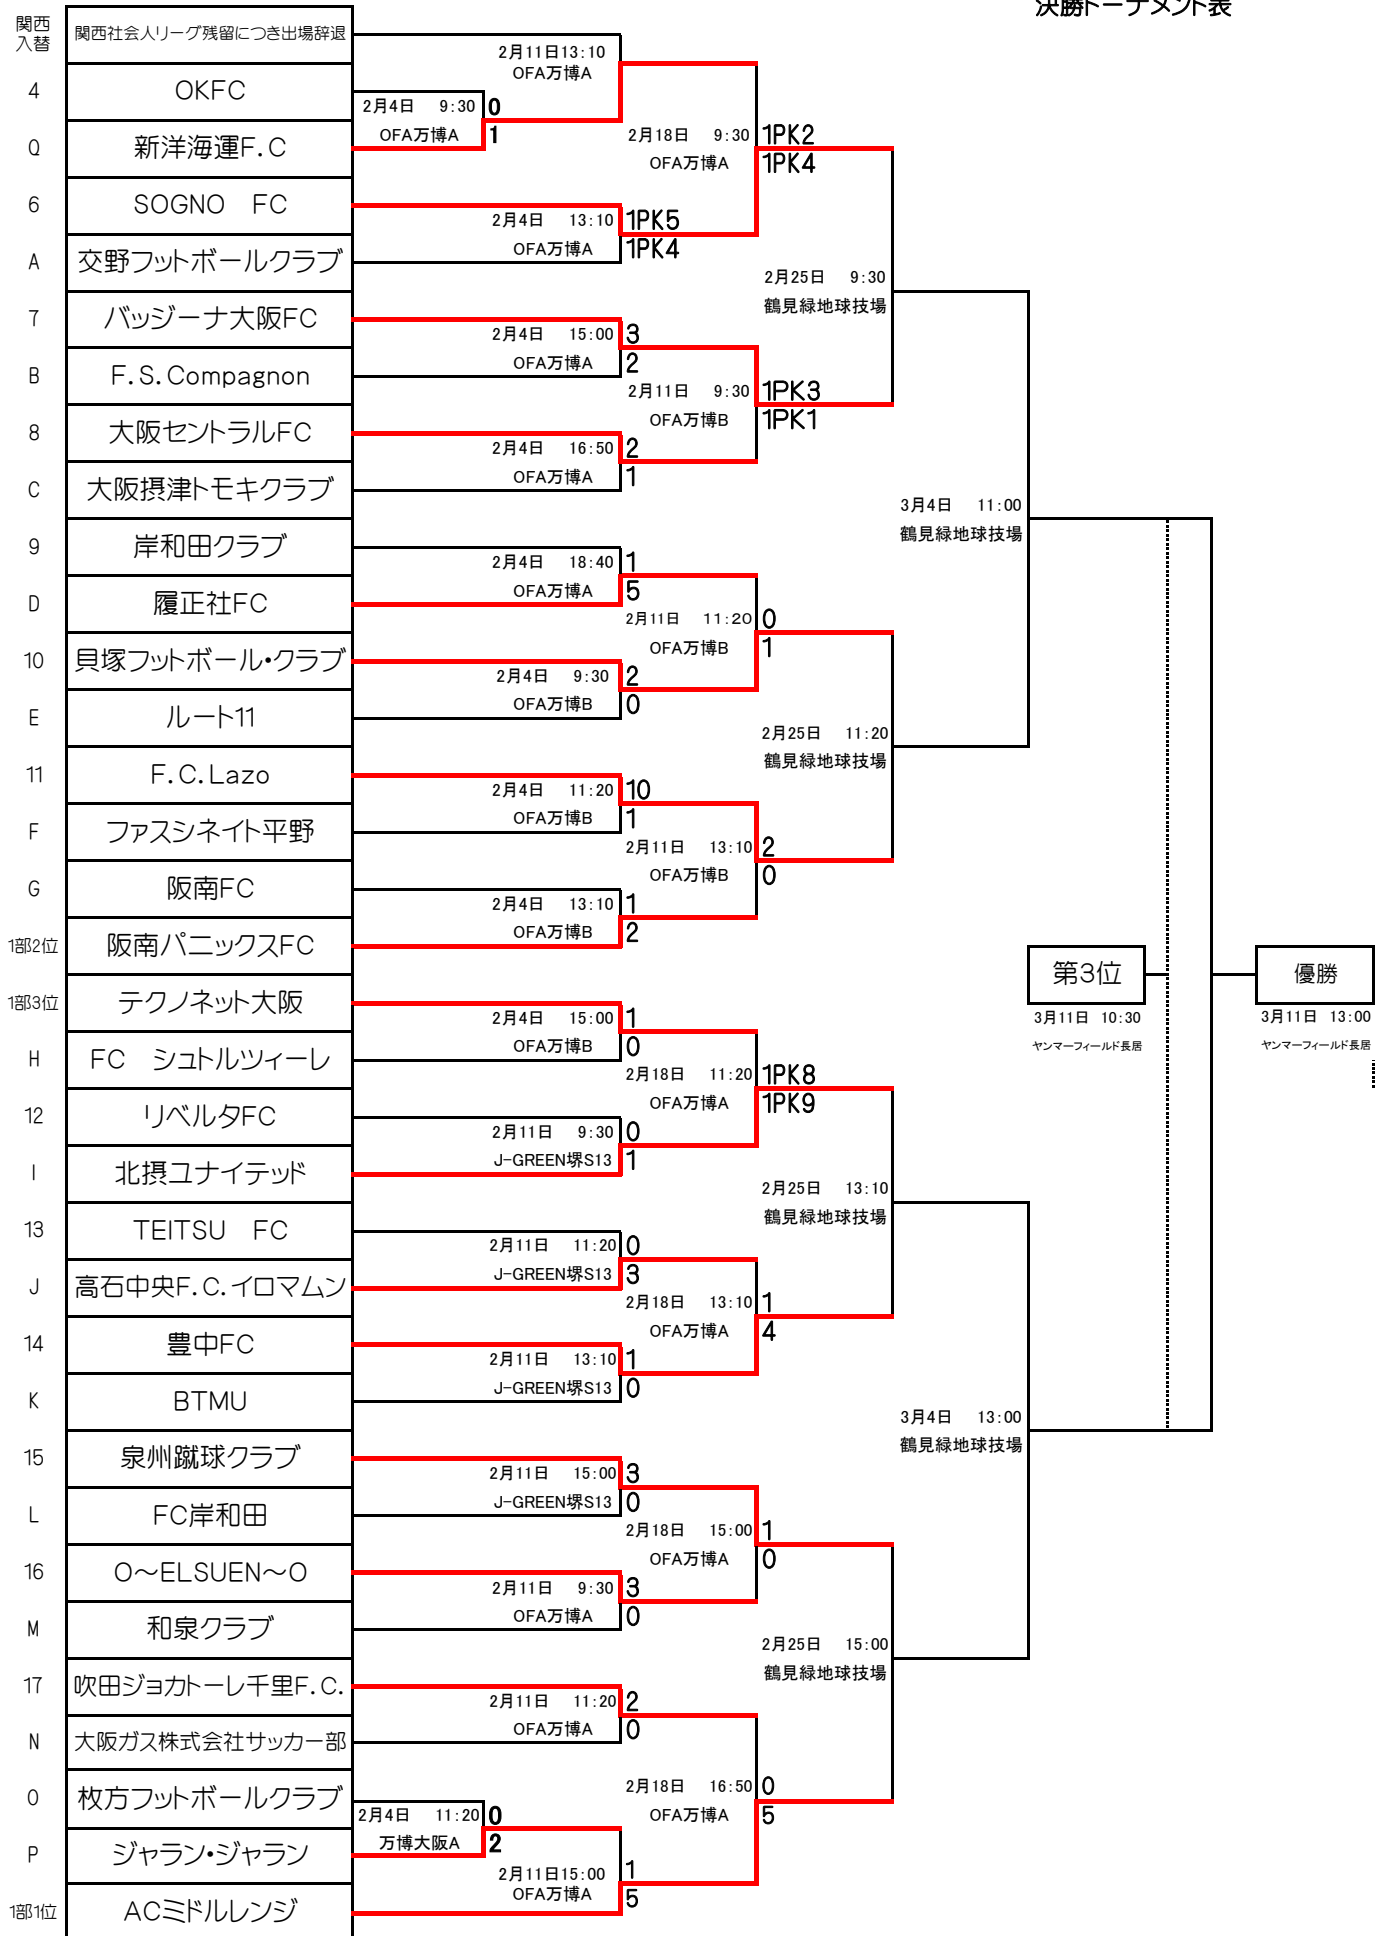 決勝トーナメント表
関西
入替
関西社会人リーグ残留につき出場辞退
2月11日13:10
OFA万博A
4
OKFC
2月4日 9:30 0
OFA万博A 1
Q
新洋海運F.C
2月18日 9:30 1PK2
OFA万博A 1PK4
6
SOGNO FC
2月4日 13:10 1PK5
OFA万博A 1PK4
A
交野フットボールクラブ
2月25日 9:30
鶴見緑地球技場
7
バッジーナ大阪FC
2月4日 15:00 3
OFA万博A 2
B
F.S.Compagnon
2月11日 9:30 1PK3
OFA万博B 1PK1
8
大阪セントラルFC
2月4日 16:50 2
OFA万博A 1
C
大阪摂津トモキクラブ
3月4日 11:00
鶴見緑地球技場
9
岸和田クラブ
2月4日 18:40 1
OFA万博A 5
D
履正社FC
2月11日 11:20 0
OFA万博B 1
10
貝塚フットボール・クラブ
2月4日 9:30 2
OFA万博B 0
E
ルート11
2月25日 11:20
鶴見緑地球技場
11
F.C.Lazo
2月4日 11:20 10
OFA万博B 1
F
ファスシネイト平野
2月11日 13:10 2
OFA万博B 0
G
阪南FC
2月4日 13:10 1
OFA万博B 2
1部2位
阪南パニックスFC
第3位
3月11日 10:30
ヤンマーフィールド長居
優勝
3月11日 13:00
ヤンマーフィールド長居
1部3位
テクノネット大阪
2月4日 15:00 1
OFA万博B 0
H
FC シュトルツィーレ
2月18日 11:20 1PK8
OFA万博A 1PK9
12
リベルタFC
2月11日 9:30 0
J-GREEN堺S13 1
I
北摂ユナイテッド
2月25日 13:10
鶴見緑地球技場
13
TEITSU FC
2月11日 11:20 0
J-GREEN堺S13 3
J
高石中央F.C.イロマムン
2月18日 13:10 1
OFA万博A 4
14
豊中FC
2月11日 13:10 1
J-GREEN堺S13 0
K
BTMU
3月4日 13:00
鶴見緑地球技場
15
泉州蹴球クラブ
2月11日 15:00 3
J-GREEN堺S13 0
L
FC岸和田
2月18日 15:00 1
OFA万博A 0
16
O～ELSUEN～O
2月11日 9:30 3
OFA万博A 0
M
和泉クラブ
2月25日 15:00
鶴見緑地球技場
17
吹田ジョカトーレ千里F.C.
2月11日 11:20 2
OFA万博A 0
N
大阪ガス株式会社サッカー部
2月18日 16:50 0
OFA万博A 5
O
枚方フットボールクラブ
2月4日 11:20 0
万博大阪A 2
P
ジャラン・ジャラン
2月11日15:00 1
OFA万博A 5
1部1位
ACミドルレンジ